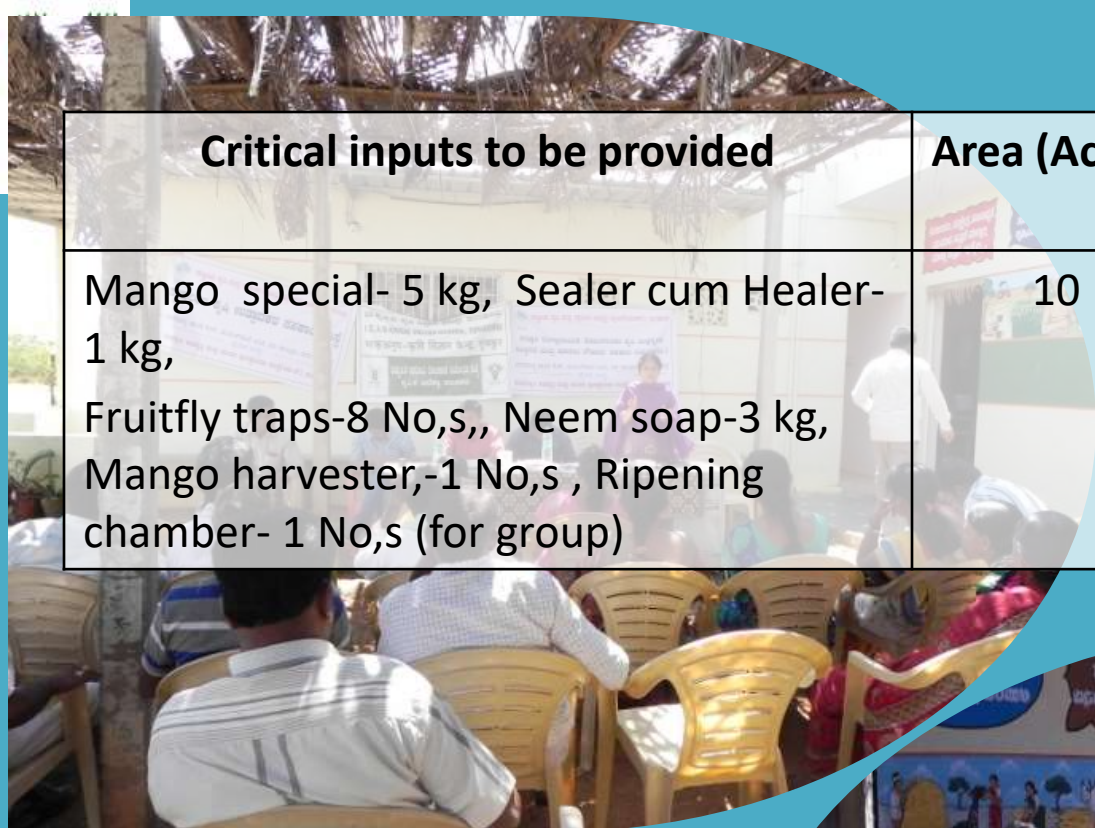 Critical inputs to be provided
Area (Ac
Mango special- 5 kg, Sealer cum Healer-
1 kg,
10
Fruitfly traps-8 No,s,, Neem soap-3 kg,
Mango harvester,-1 No,s , Ripening
chamber- 1 No,s (for group)